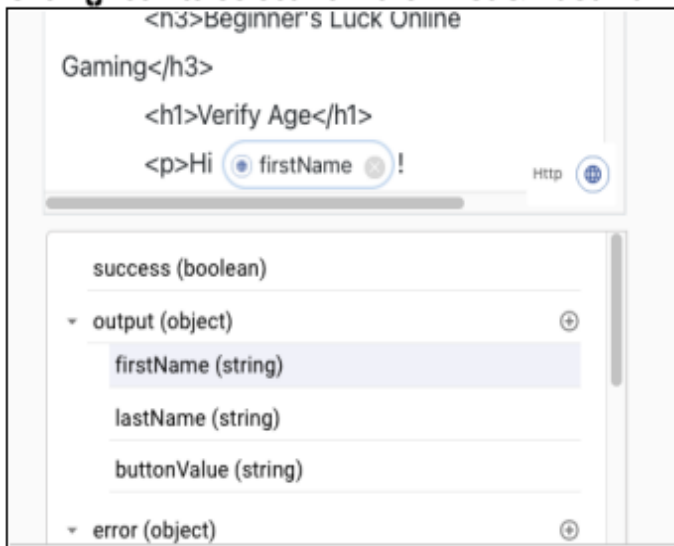 <h3>Beginner's Luck Online
Gaming</h3>
<h1>Verify Age</h1>
<p>Hi firstName !
Http
success (boolean)
output (object)
firstName (string)
lastName (string)
buttonValue (string)
error (object)